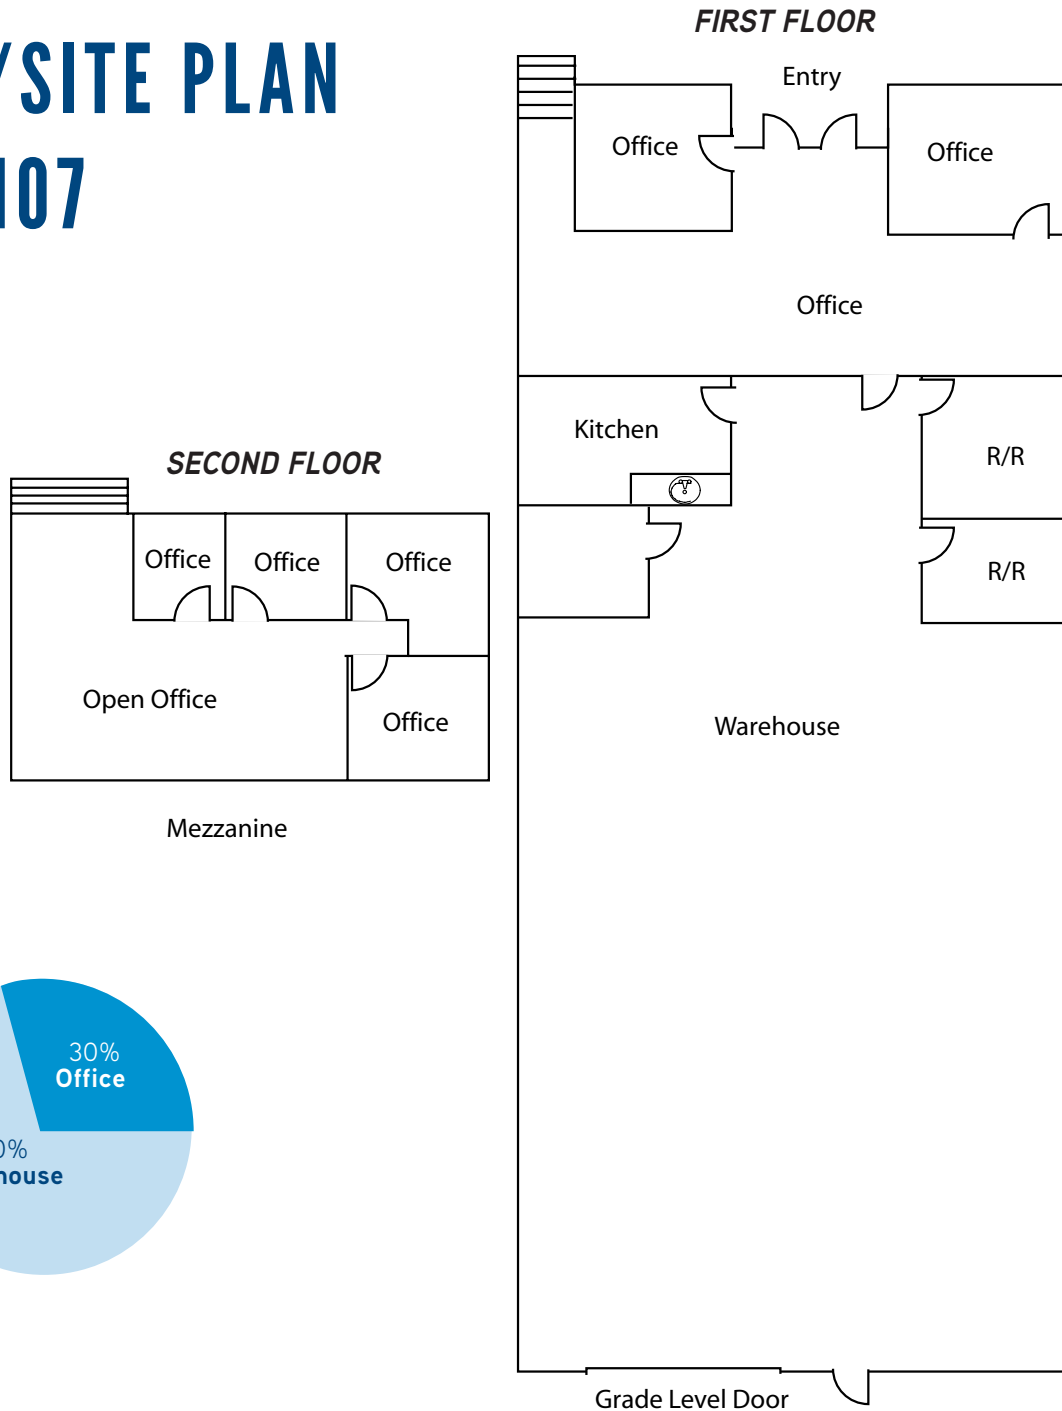 /SITE PLAN
107
FIRST FLOOR
Entry
Office
Office
Office
Kitchen
R/R
R/R
Warehouse
Grade Level Door
SECOND FLOOR
Office
Office
Office
Open Office
Office
Mezzanine
30%
Office
0%
house